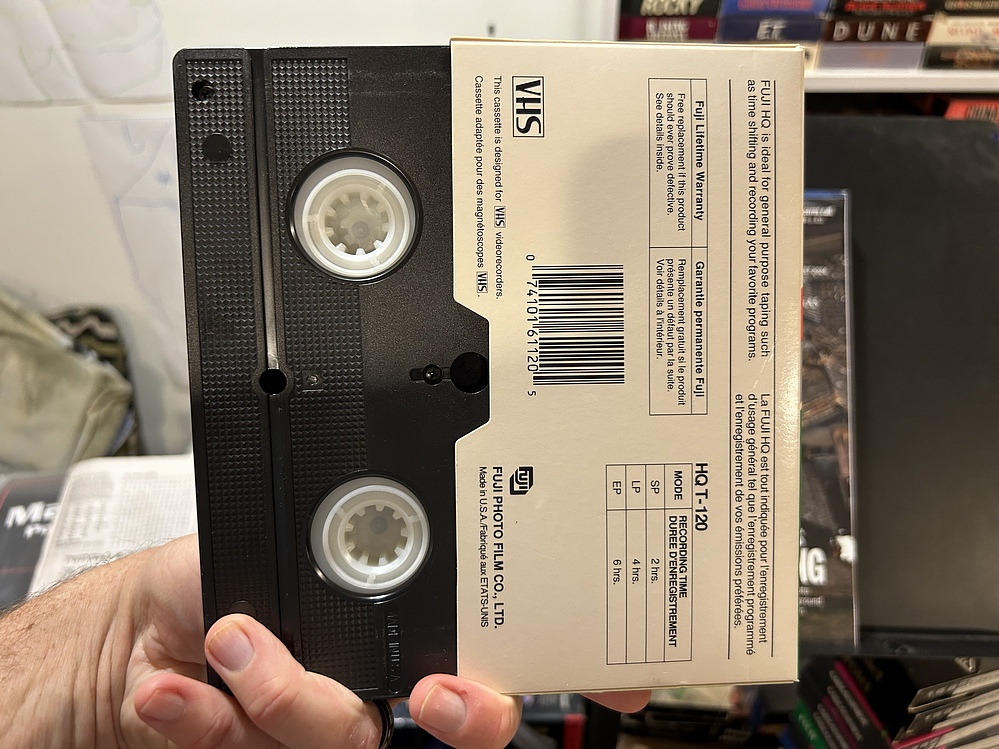 FUJI HQ is ideal for general purpose taping such
as time shifting and recording your favorite programs.
La FUJI HQ est tout indiquée pour l'enregistrement
d'usage général tel que l'enregistrement programmé
et l'enregistrement de vos émissions préférées.
Fuji Lifetime Warranty
Free replacement if this product
should ever prove defective.
See details inside.
Garantie permanente Fuji
Remplacement gratuit si le produit
présente un défaut par la suite.
Voir détails à l'intérieur.
HQ T-120
MODE
RECORDING TIME
DURÉE D'ENREGISTREMENT
SP 2 hrs.
LP 4 hrs.
EP 6 hrs.
0 74101 61120 5
VHS
This cassette is designed for VHS videorecorders.
Cassette adaptée pour des magnétoscopes VHS.
FUJI
FUJI PHOTO FILM CO., LTD.
Made in U.S.A./Fabriqué aux ETATS-UNIS
MADE IN U.S.A.
ROCKY
E.T.
DUNE